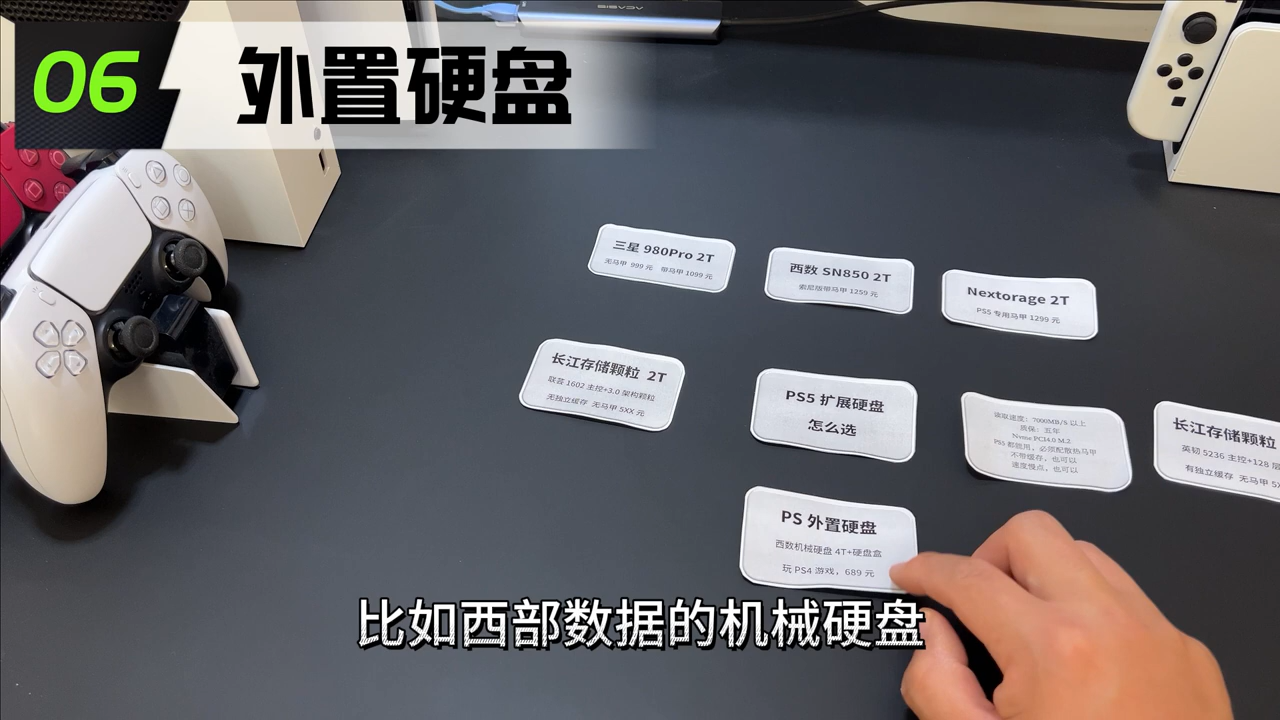 06 外置硬盘
三星 980Pro 2T
无马甲 999 元 带马甲 1099 元
西数 SN850 2T
索尼版带马甲 1259 元
Nextorage 2T
PS5 专用马甲 1299 元
长江存储颗粒 2T
联芸 1602 主控+3.0 架构颗粒
无独立缓存 无马甲 5XX 元
PS5 扩展硬盘
怎么选
读取速度：7000MB/S 以上
质保：五年
Nvme PCI4.0 M.2
PS5 都能用，必须配散热马甲
不带缓存，也可以
速度慢点，也可以
长江存储颗粒
英韧 5236 主控+128 层
有独立缓存 无马甲 5X
PS 外置硬盘
西数机械硬盘 4T+硬盘盒
玩 PS4 游戏，689 元
比如西部数据的机械硬盘